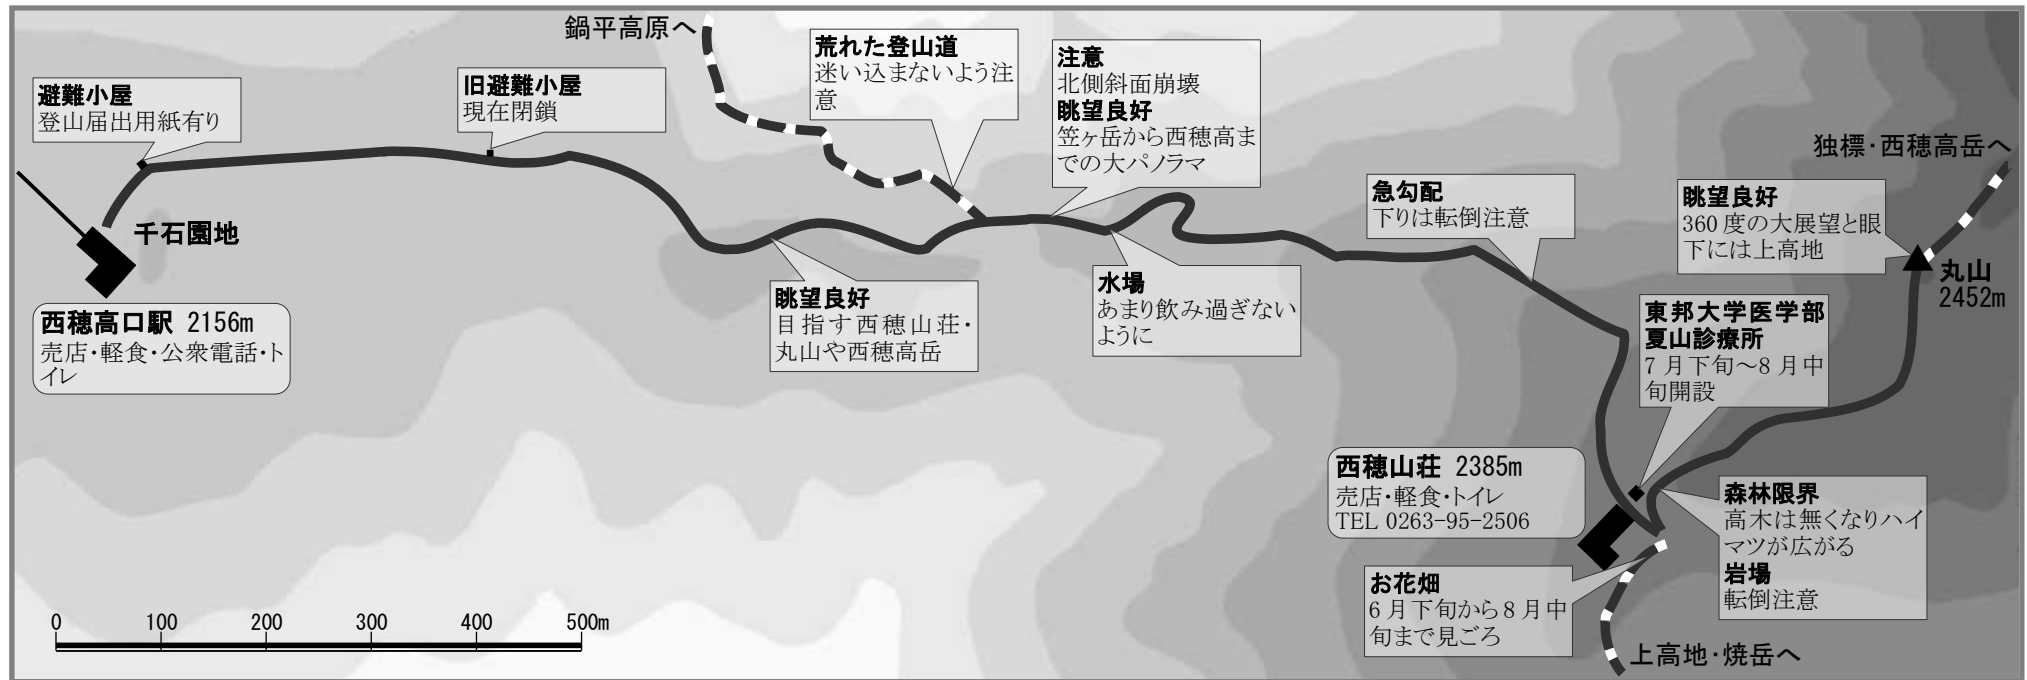 鍋平高原へ
避難小屋
登山届出用紙有り
旧避難小屋
現在閉鎖
荒れた登山道
迷い込まないよう注
意
注意
北側斜面崩壊
眺望良好
笠ヶ岳から西穂高ま
での大パノラマ
独標・西穂高岳へ
急勾配
下りは転倒注意
眺望良好
360度の大展望と眼
下には上高地
丸山
2452m
千石園地
西穂高口駅 2156m
売店・軽食・公衆電話・ト
イレ
眺望良好
目指す西穂山荘・
丸山や西穂高岳
水場
あまり飲み過ぎない
ように
東邦大学医学部
夏山診療所
7月下旬～8月中
旬開設
西穂山荘 2385m
売店・軽食・トイレ
TEL 0263-95-2506
森林限界
高木は無くなりハイ
マツが広がる
岩場
転倒注意
お花畑
6月下旬から8月中
旬まで見ごろ
上高地・焼岳へ
0 100 200 300 400 500m